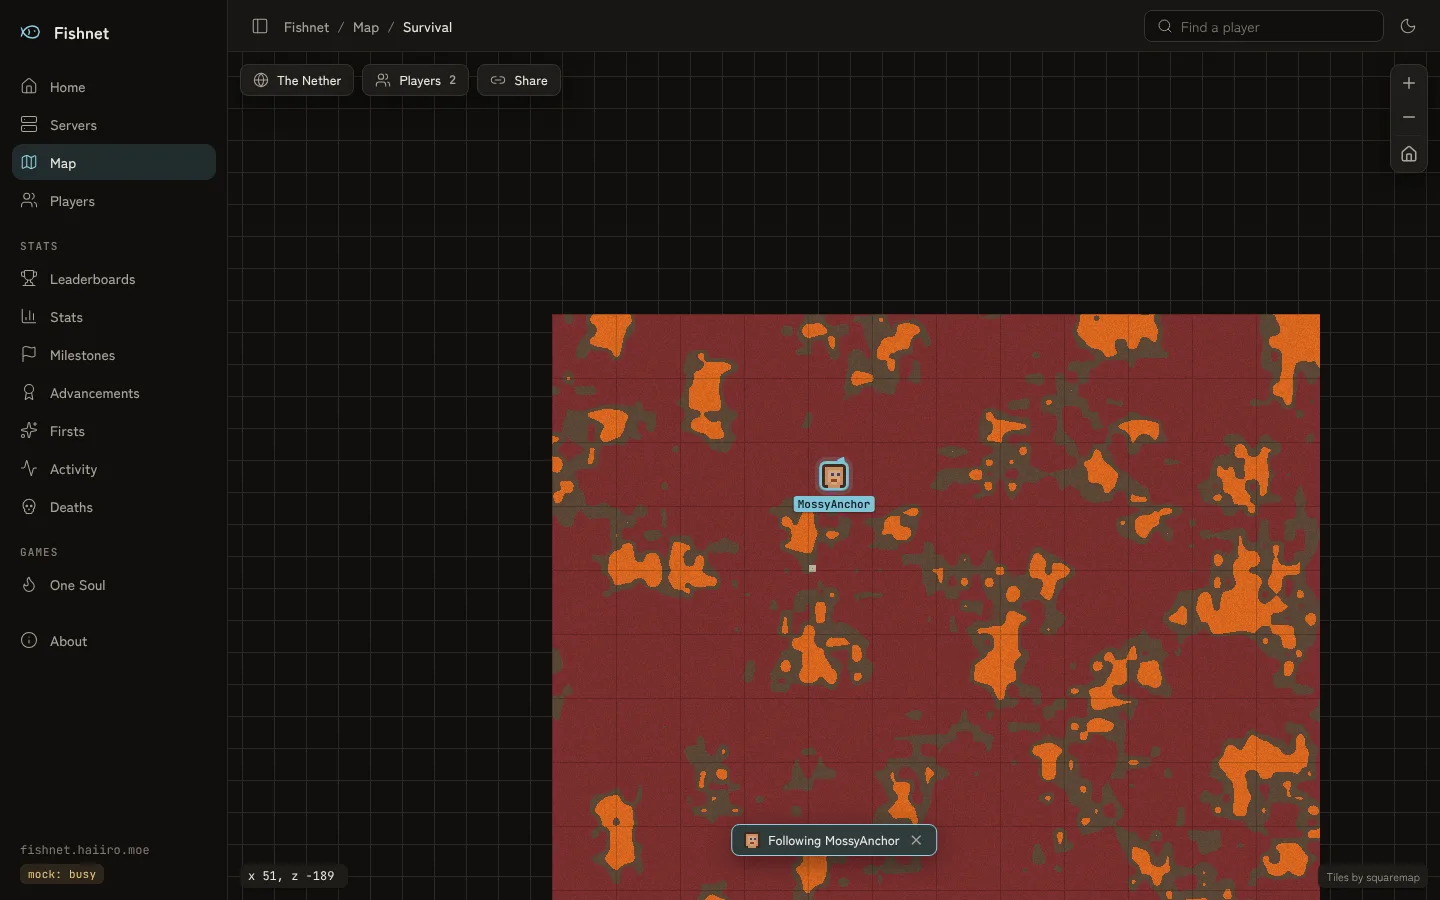 Fishnet
Fishnet / Map / Survival
Find a player
Home
Servers
Map
Players
STATS
Leaderboards
Stats
Milestones
Advancements
Firsts
Activity
Deaths
GAMES
One Soul
About
fishnet.haiiro.moe
mock: busy
The Nether
Players 2
Share
MossyAnchor
Following MossyAnchor
x 51, z -189
Tiles by squaremap